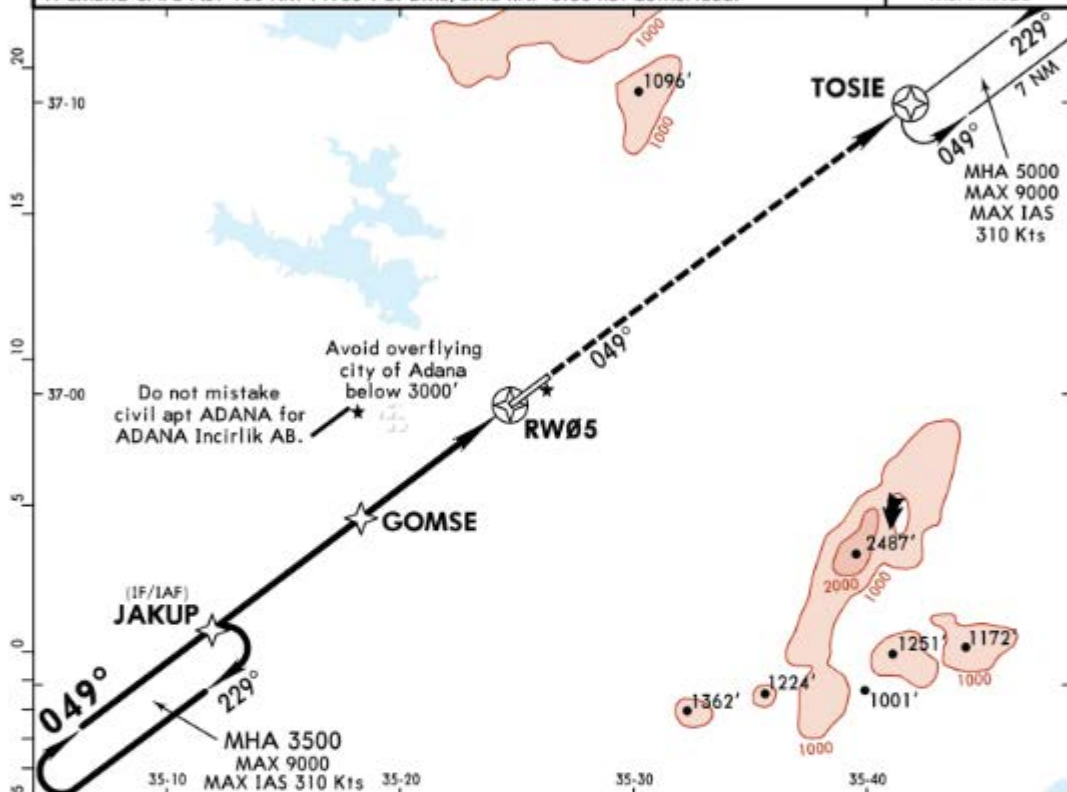 20
37-10
1000
1096'
1000
TOSIE
229°
7 NM
049°
MHA 5000
MAX 9000
MAX IAS
310 Kts
15
10
Avoid overflying
city of Adana
below 3000'
049°
37-00
Do not mistake
civil apt ADANA for
ADANA Incirlik AB.
RWØ5
5
GOMSE
2487'
2000
1000
(IF/IAF)
JAKUP
0
1251'
1172'
1000
049°
229°
1362'
1224'
1001'
MHA 3500
MAX 9000
MAX IAS 310 Kts
1000
5
35-10
35-20
35-30
35-40